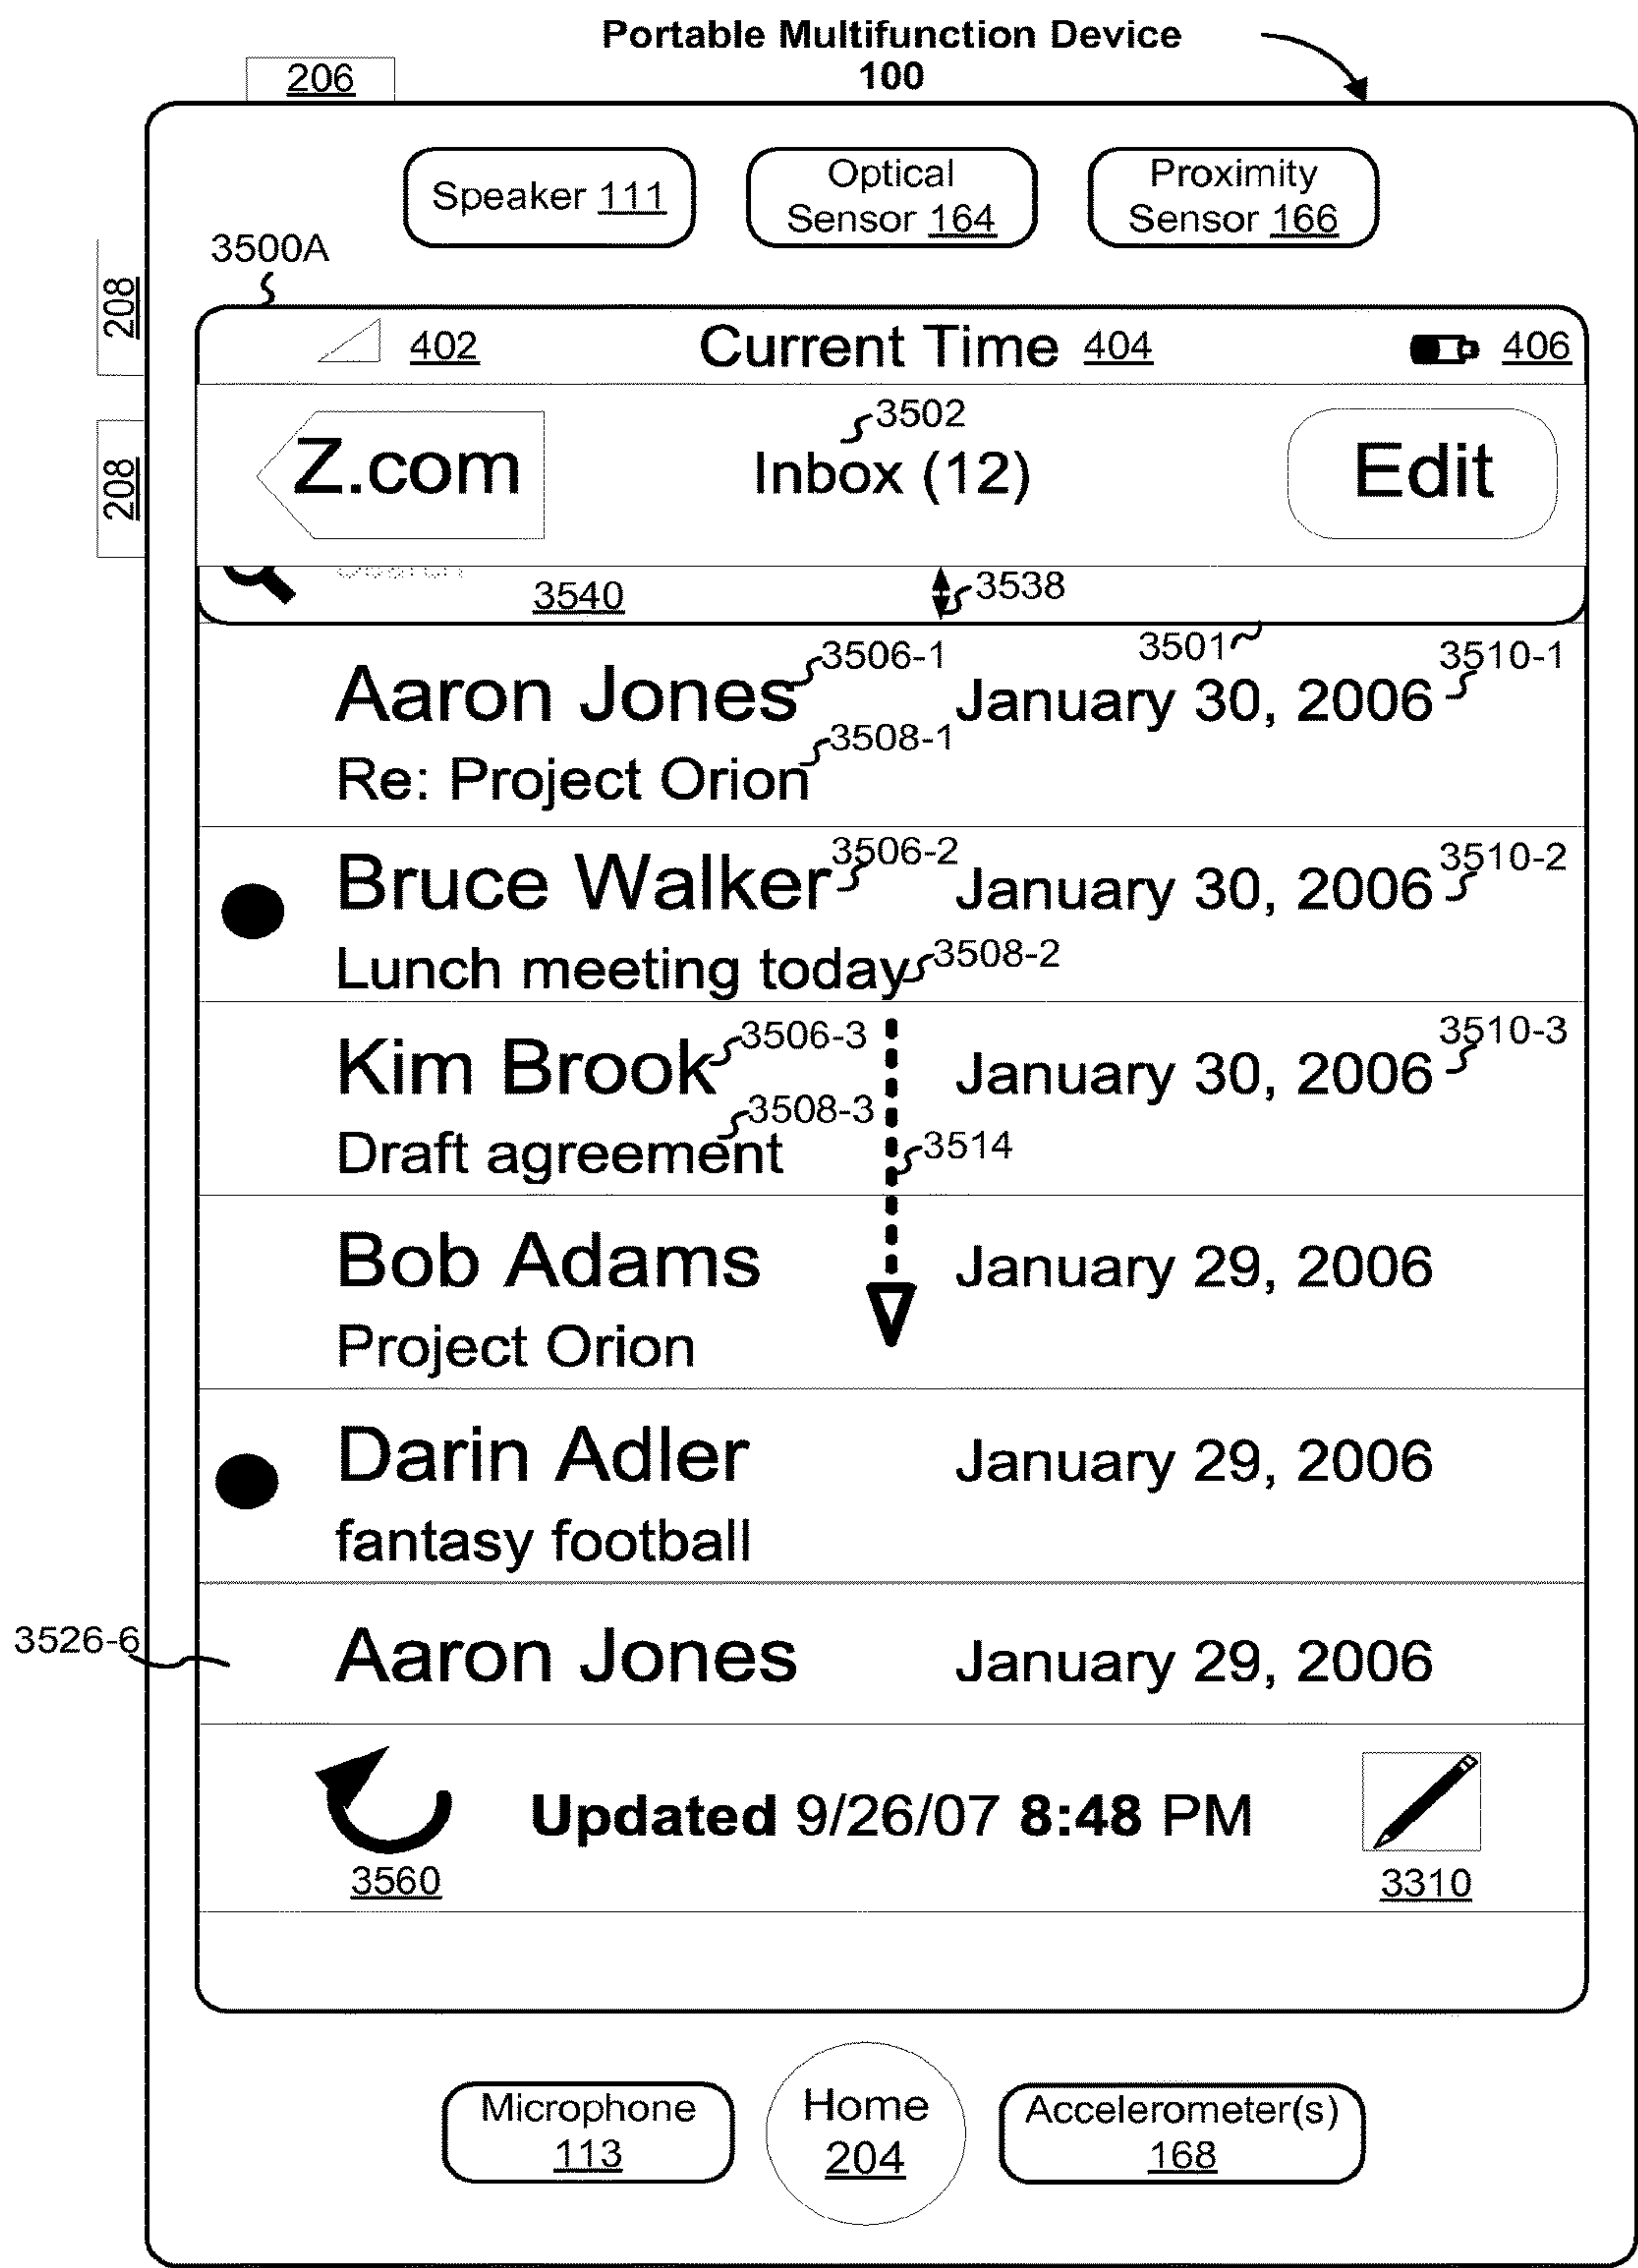 Portable Multifunction Device
100
206
Speaker 111
Optical
Sensor 164
Proximity
Sensor 166
3500A
208
208
402
Current Time 404
406
Z.com
3502
Inbox (12)
Edit
3540
3538
3501
Aaron Jones
3506-1
January 30, 2006
3510-1
Re: Project Orion
3508-1
Bruce Walker
3506-2
January 30, 2006
3510-2
Lunch meeting today
3508-2
Kim Brook
3506-3
January 30, 2006
3510-3
Draft agreement
3508-3
3514
Bob Adams
January 29, 2006
Project Orion
Darin Adler
January 29, 2006
fantasy football
3526-6
Aaron Jones
January 29, 2006
Updated 9/26/07 8:48 PM
3560
3310
Microphone
113
Home
204
Accelerometer(s)
168